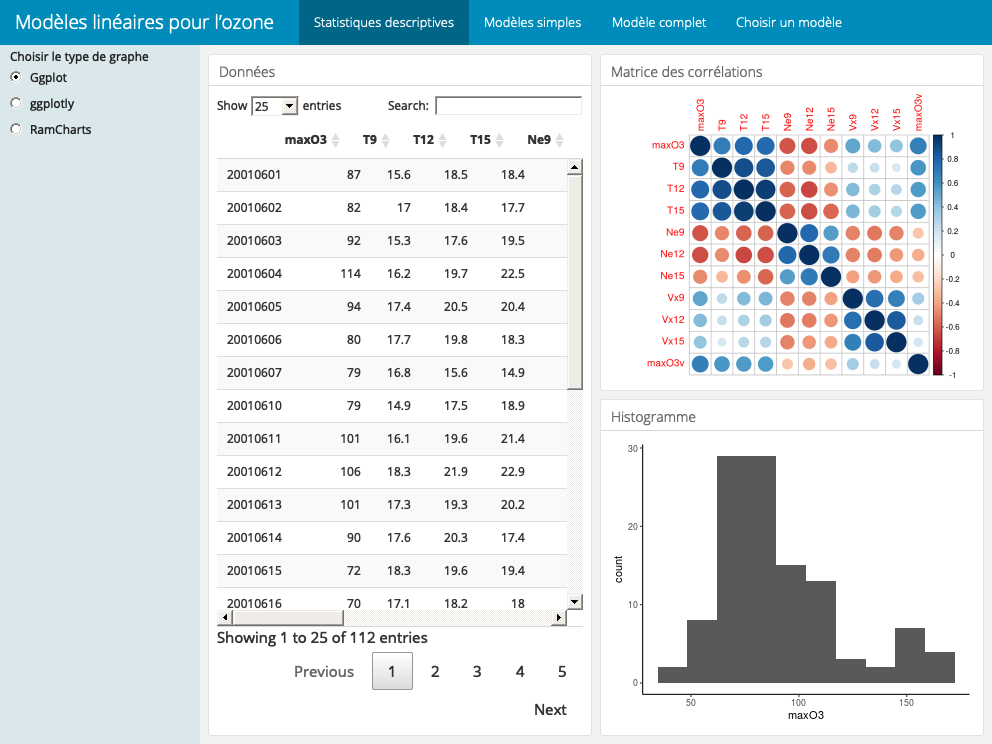 Modèles linéaires pour l'ozone Statistiques descriptives Modèles simples Modèle complet Choisir un modèle
Choisir le type de graphe
Ggplot
ggplotly
RamCharts
Données
Show 25 entries Search:
maxO3 T9 T12 T15 Ne9
20010601 87 15.6 18.5 18.4
20010602 82 17 18.4 17.7
20010603 92 15.3 17.6 19.5
20010604 114 16.2 19.7 22.5
20010605 94 17.4 20.5 20.4
20010606 80 17.7 19.8 18.3
20010607 79 16.8 15.6 14.9
20010610 79 14.9 17.5 18.9
20010611 101 16.1 19.6 21.4
20010612 106 18.3 21.9 22.9
20010613 101 17.3 19.3 20.2
20010614 90 17.6 20.3 17.4
20010615 72 18.3 19.6 19.4
20010616 70 17.1 18.2 18
Showing 1 to 25 of 112 entries
Previous 1 2 3 4 5
Next
Matrice des corrélations
maxO3 T9 T12 T15 Ne9 Ne12 Ne15 Vx9 Vx12 Vx15 maxO3v
maxO3
T9
T12
T15
Ne9
Ne12
Ne15
Vx9
Vx12
Vx15
maxO3v
1
0.8
0.6
0.4
0.2
0
-0.2
-0.4
-0.6
-0.8
-1
Histogramme
30
20
10
0
count
50 100 150
maxO3